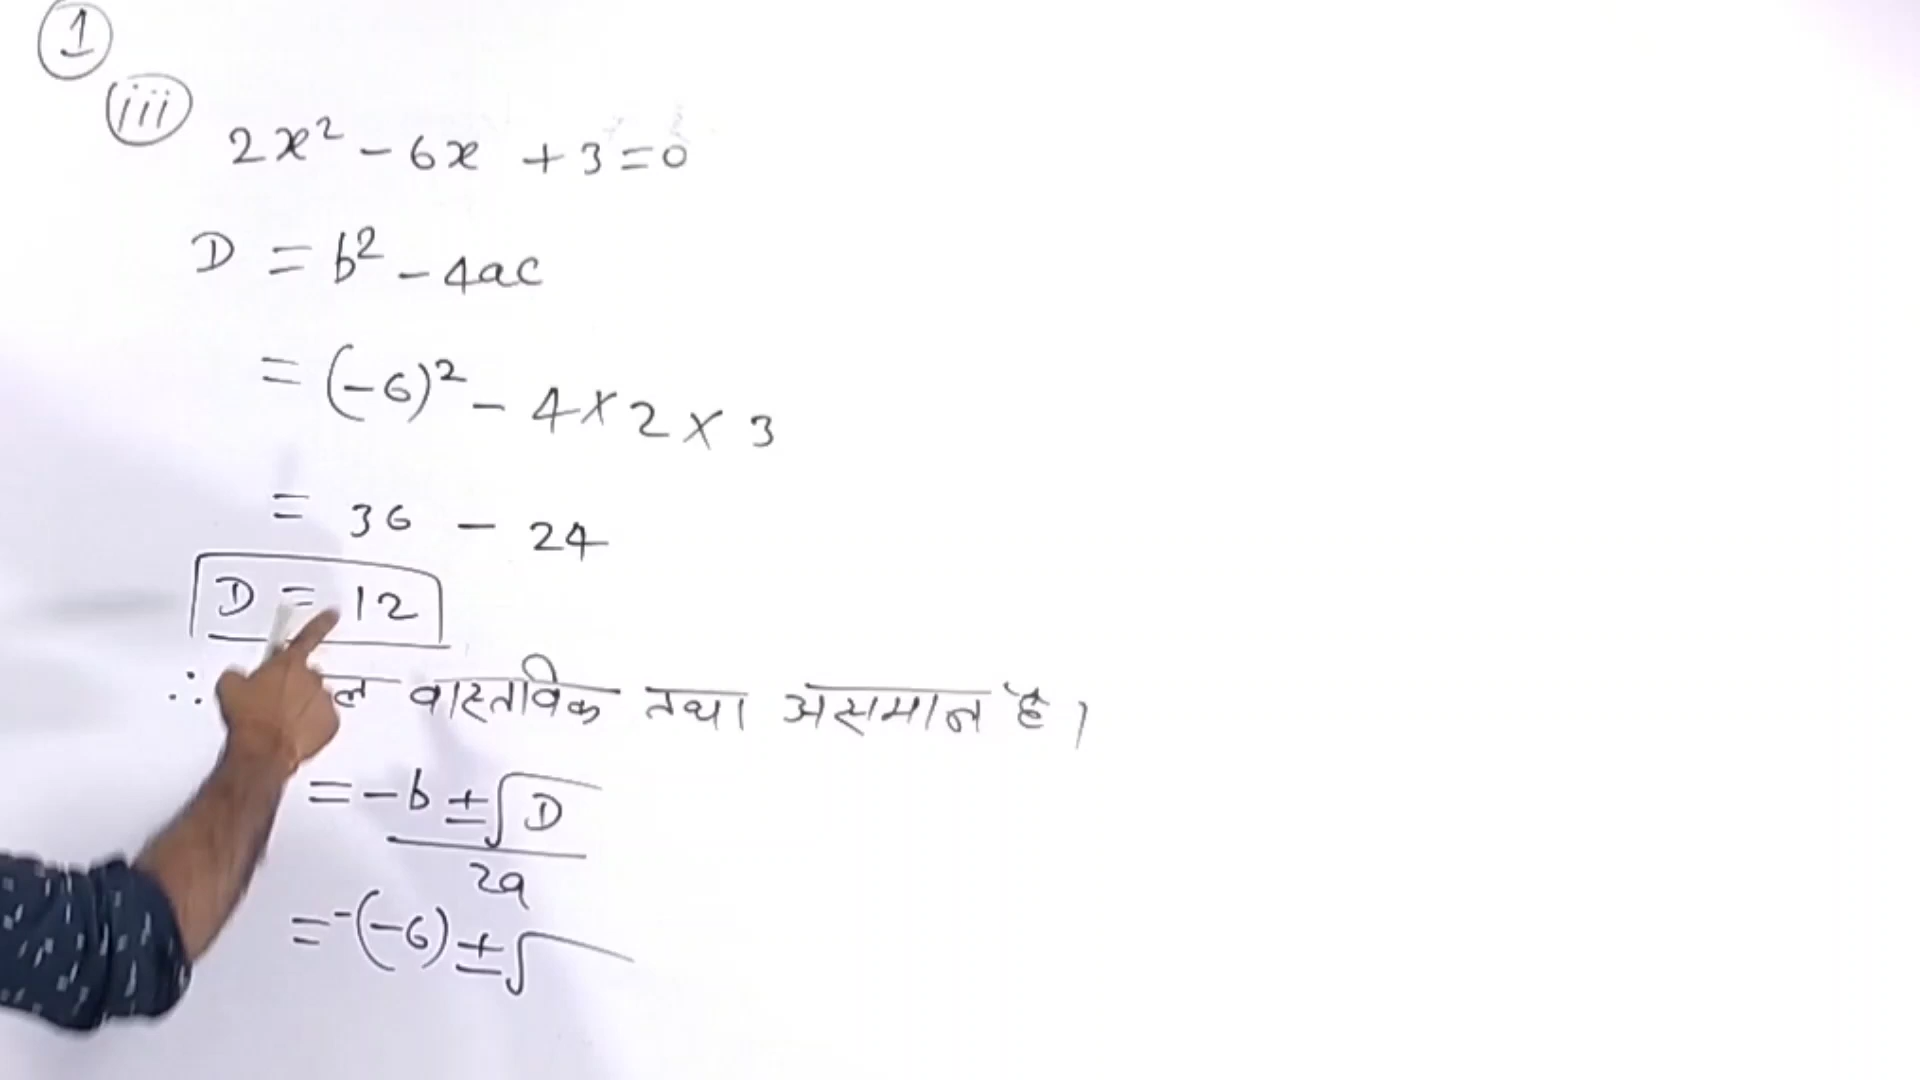 1
iii
2x² - 6x + 3 = 0
D = b² - 4ac
= (-6)² - 4 × 2 × 3
= 36 - 24
D = 12
∴ वास्तविक तथा असमान है।
= -b ± √D
2a
= -(-6) ± √